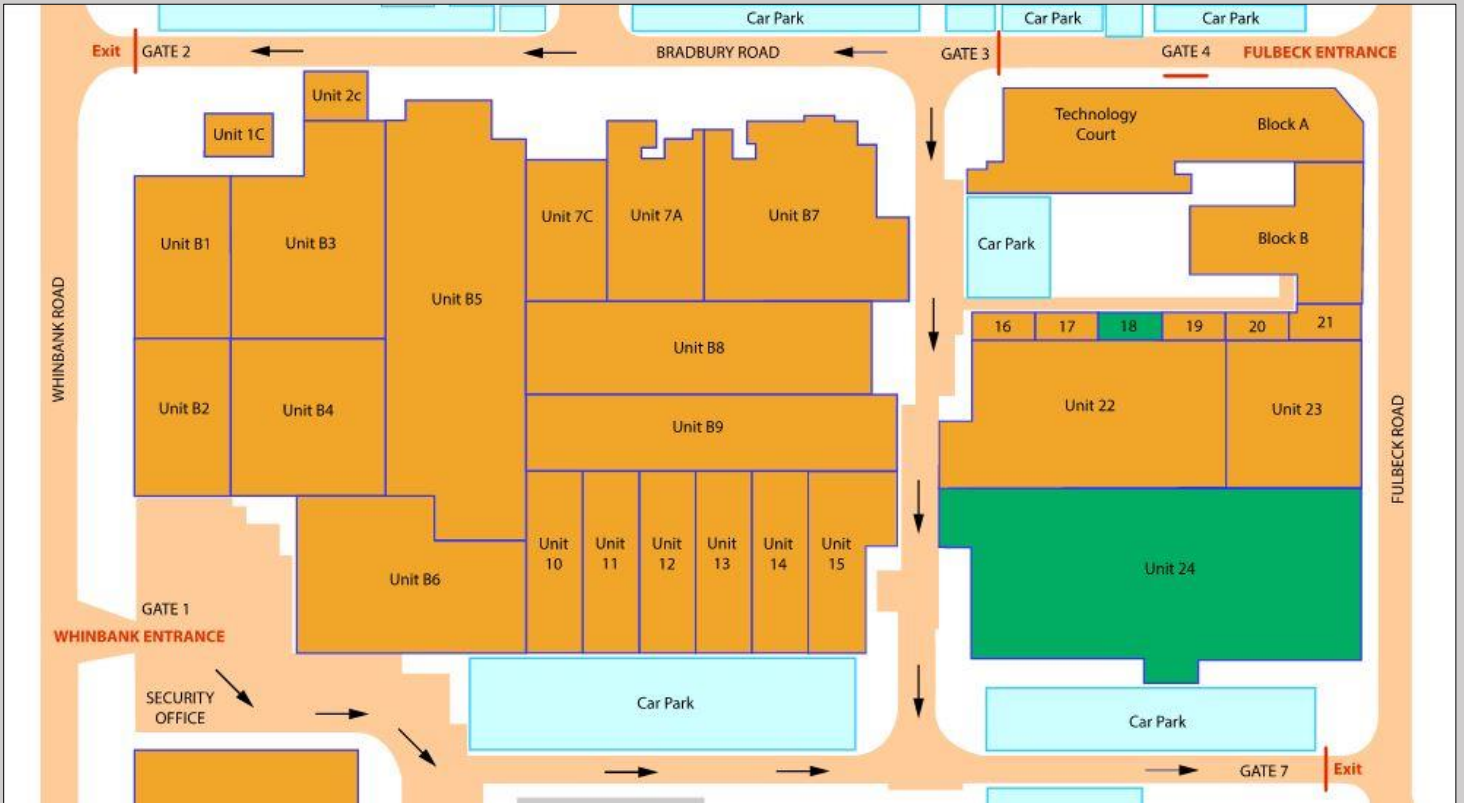 Car Park
Car Park
Car Park
Exit
GATE 2
BRADBURY ROAD
GATE 3
GATE 4
FULBECK ENTRANCE
Unit 2c
Unit 1C
Technology
Court
Block A
Unit B1
Unit B3
Unit B5
Unit 7C
Unit 7A
Unit B7
Car Park
Block B
WHINBANK ROAD
Unit B8
16
17
18
19
20
21
Unit B2
Unit B4
Unit B9
Unit 22
Unit 23
FULBECK ROAD
Unit B6
Unit
10
Unit
11
Unit
12
Unit
13
Unit
14
Unit
15
Unit 24
GATE 1
WHINBANK ENTRANCE
SECURITY
OFFICE
Car Park
Car Park
GATE 7
Exit